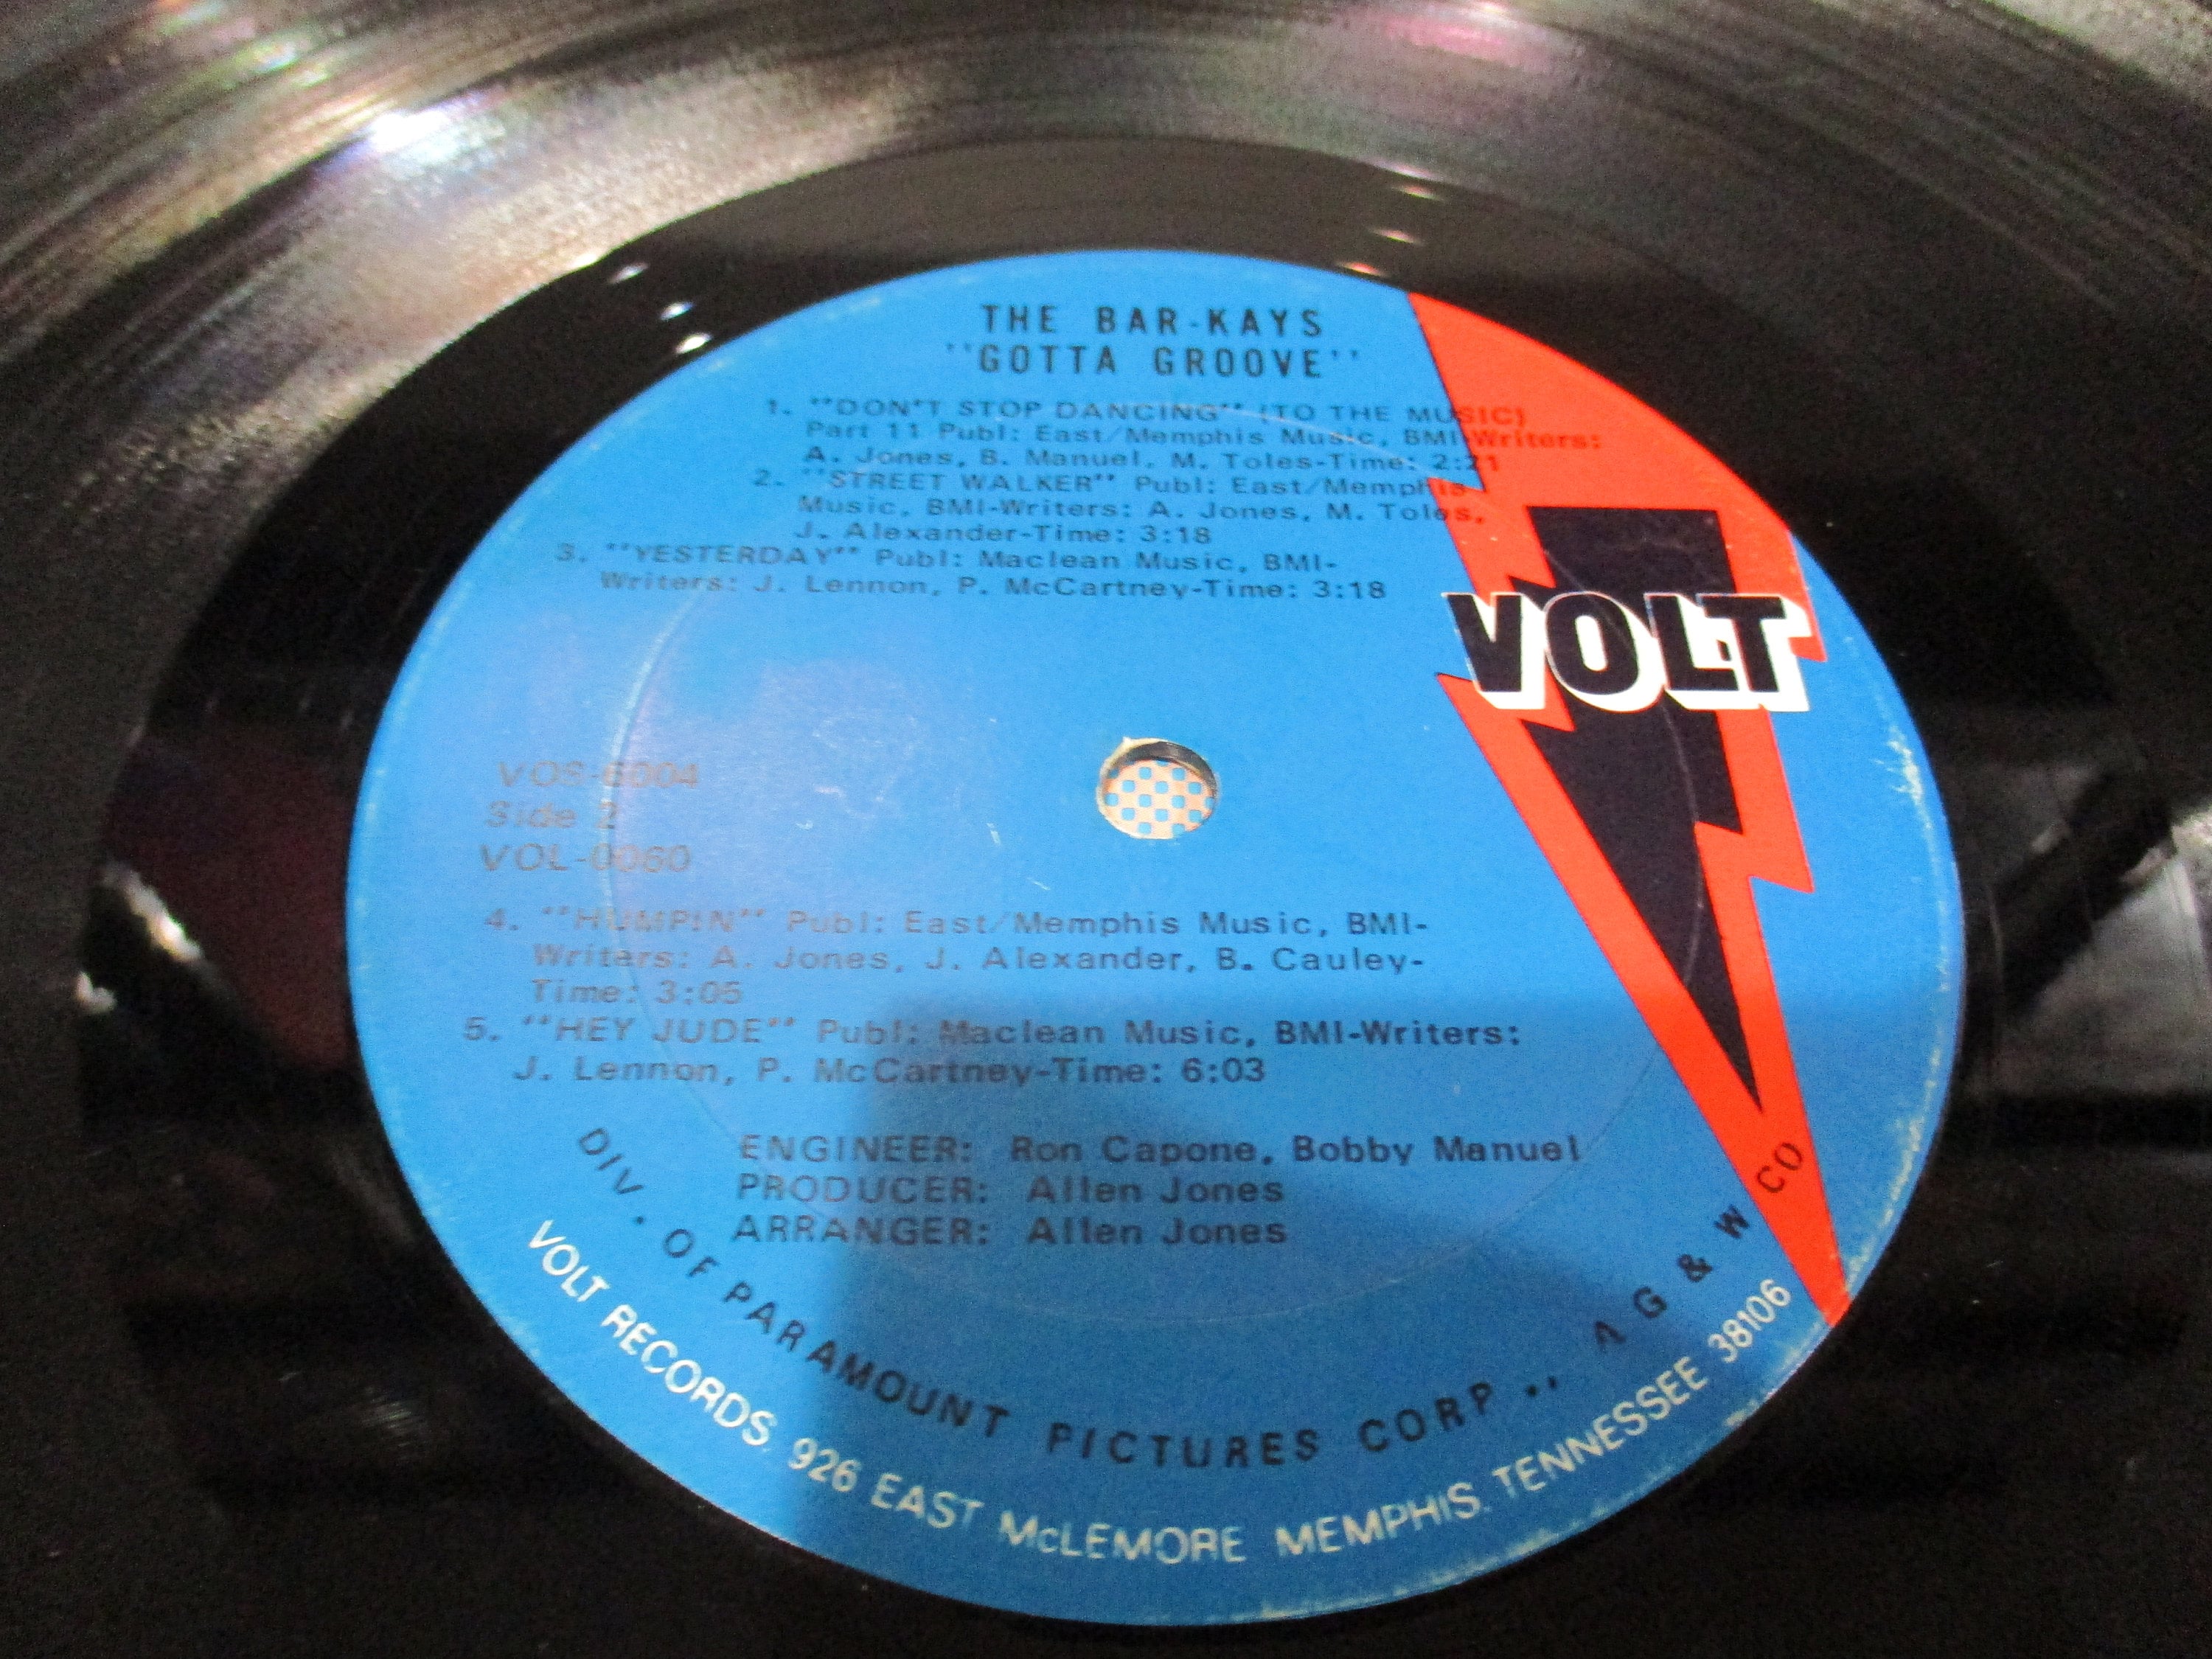 THE BAR-KAYS
"GOTTA GROOVE"
1. "DON'T STOP DANCING" (TO THE MUSIC)
Part 11 Publ: East/Memphis Music, BMI-Writers:
A. Jones, B. Manuel, M. Toles-Time: 2:21
2. "STREET WALKER" Publ: East/Memphis
Music, BMI-Writers: A. Jones, M. Toles,
J. Alexander-Time: 3:18
3. "YESTERDAY" Publ: Maclean Music, BMI-
Writers: J. Lennon, P. McCartney-Time: 3:18
VOLT
VOS-6004
Side 2
VOL-0060
4. "HUMPIN" Publ: East/Memphis Music, BMI-
Writers: A. Jones, J. Alexander, B. Cauley-
Time: 3:05
5. "HEY JUDE" Publ: Maclean Music, BMI-Writers:
J. Lennon, P. McCartney-Time: 6:03
ENGINEER: Ron Capone, Bobby Manuel
PRODUCER: Allen Jones
ARRANGER: Allen Jones
DIV. OF PARAMOUNT PICTURES CORP., A G & W CO
VOLT RECORDS, 926 EAST McLEMORE MEMPHIS, TENNESSEE 38106